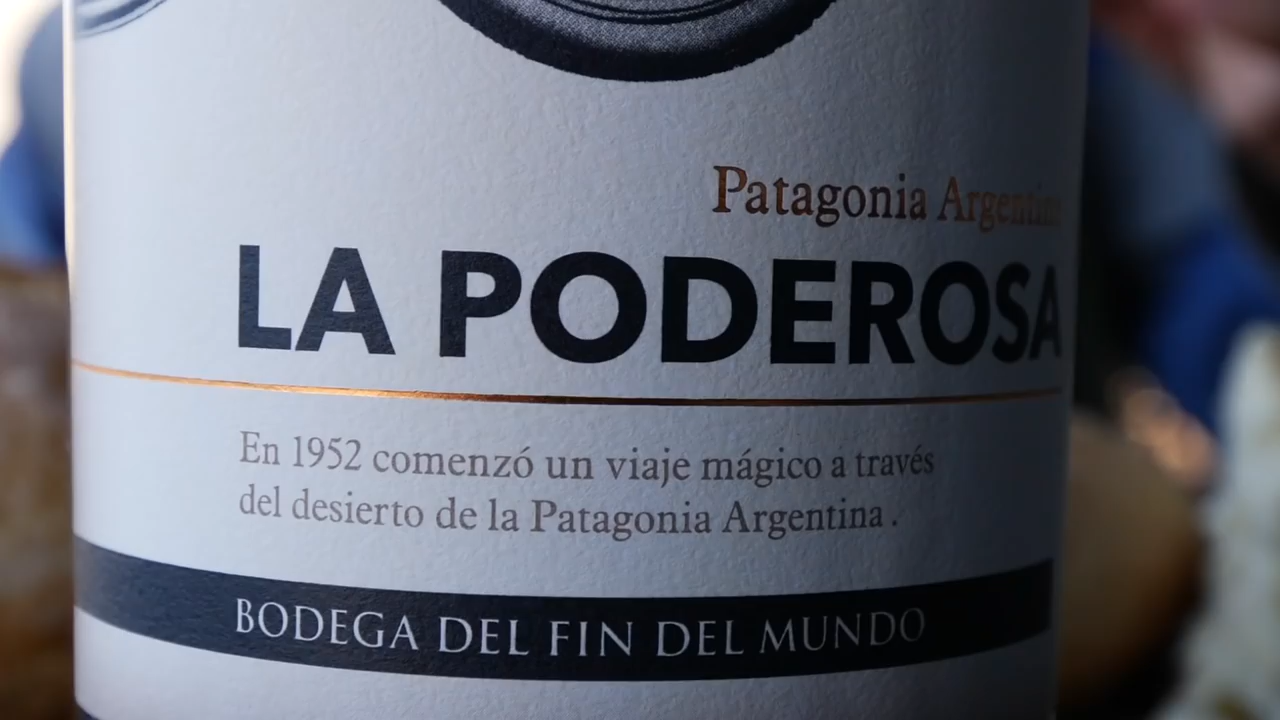 Patagonia Argentina
LA PODEROSA
En 1952 comenzó un viaje mágico a través
del desierto de la Patagonia Argentina .
BODEGA DEL FIN DEL MUNDO